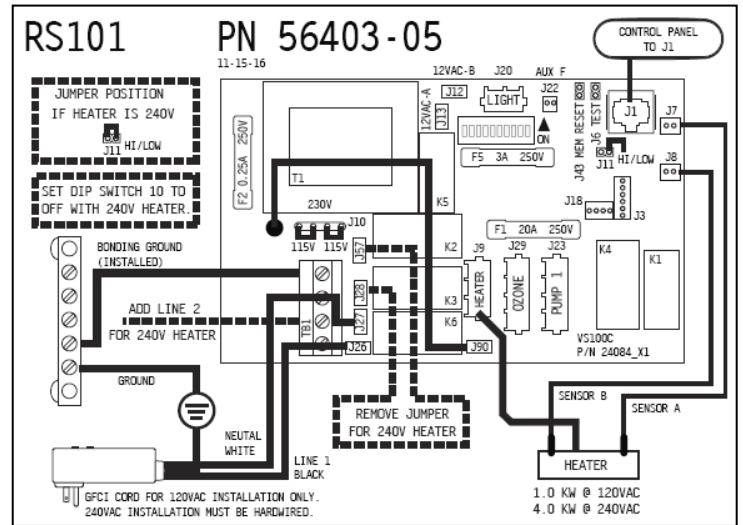 RS101
PN 56403-05
11-15-16
CONTROL PANEL
TO J1
JUMPER POSITION
IF HEATER IS 240V
J11
HI/LOW
SET DIP SWITCH 10 TO
OFF WITH 240V HEATER.
12VAC-B
J20
AUX F
J12
LIGHT
J22
12VAC-A
J13
ON
F5 3A 250V
J43 MEM RESET
J6 TEST
J1
J7
J11
HI/LOW
J8
F2 0.25A 250V
T1
K5
J18
J3
230V
J10
115V 115V
F1 20A 250V
BONDING GROUND
(INSTALLED)
J57
K2
J9
J29
J23
K4
K1
HEATER
OZONE
PUMP 1
ADD LINE 2
FOR 240V HEATER
TB1
J28
K3
J27
K6
J26
J90
VS100C
P/N 24084_X1
GROUND
REMOVE JUMPER
FOR 240V HEATER
SENSOR B
SENSOR A
NEUTAL
WHITE
LINE 1
BLACK
HEATER
GFCI CORD FOR 120VAC INSTALLATION ONLY.
240VAC INSTALLATION MUST BE HARDWIRED.
1.0 KW @ 120VAC
4.0 KW @ 240VAC